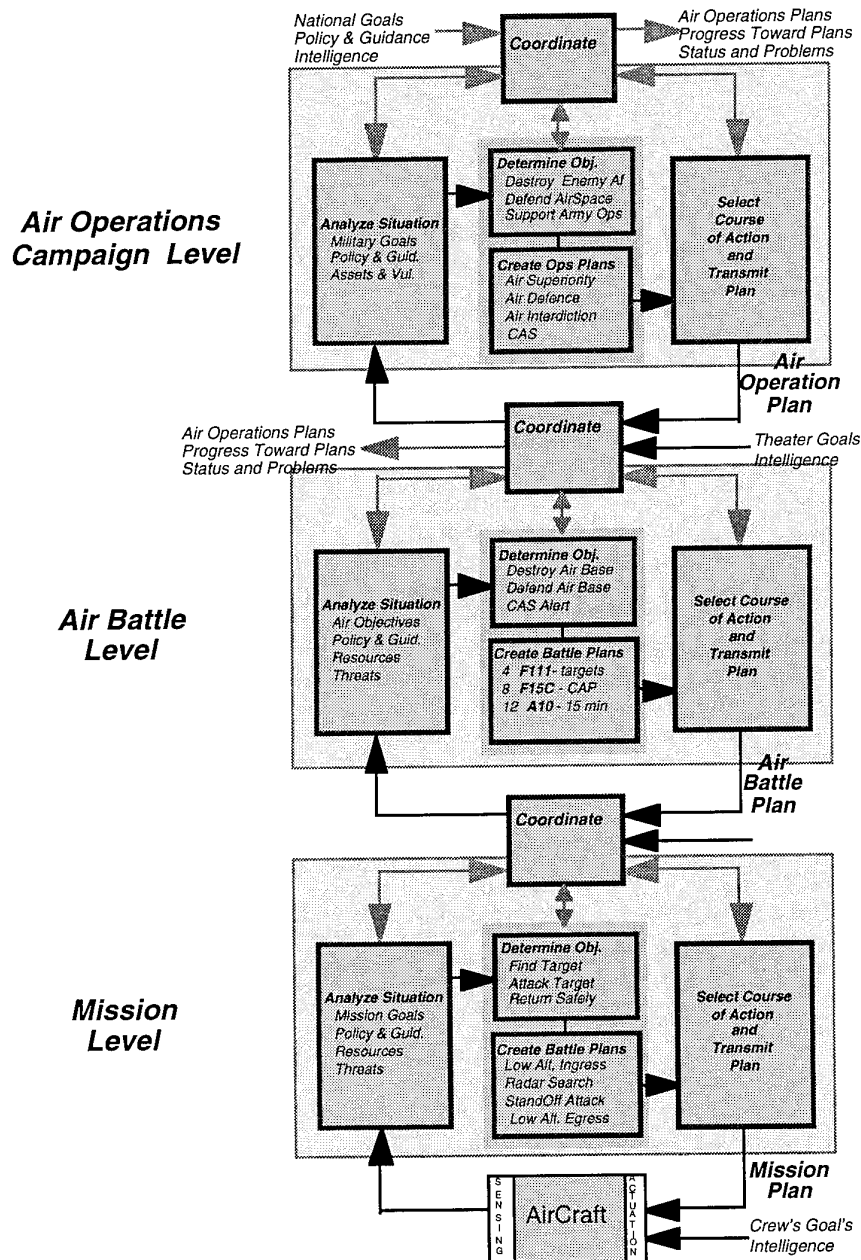 National Goals
Policy & Guidance
Intelligence
Coordinate
Air Operations Plans
Progress Toward Plans
Status and Problems
Air Operations
Campaign Level
Analyze Situation
Military Goals
Policy & Guid.
Assets & Vul.
Determine Obj.
Destroy Enemy Af
Defend AirSpace
Support Army Ops
Create Ops Plans
Air Superiority
Air Defence
Air Interdiction
CAS
Select
Course
of Action
and
Transmit
Plan
Air
Operation
Plan
Air Operations Plans
Progress Toward Plans
Status and Problems
Coordinate
Theater Goals
Intelligence
Air Battle
Level
Analyze Situation
Air Objectives
Policy & Guid.
Resources
Threats
Determine Obj.
Destroy Air Base
Defend Air Base
CAS Alert
Create Battle Plans
4 F111- targets
8 F15C - CAP
12 A10 - 15 min
Select Course
of Action
and
Transmit
Plan
Air
Battle
Plan
Coordinate
Mission
Level
Analyze Situation
Mission Goals
Policy & Guid.
Resources
Threats
Determine Obj.
Find Target
Attack Target
Return Safely
Create Battle Plans
Low Alt. Ingress
Radar Search
StandOff Attack
Low Alt. Egress
Select Course
of Action
and
Transmit
Plan
Mission
Plan
SENSING
AirCraft
ACTUATION
Crew's Goal's
Intelligence